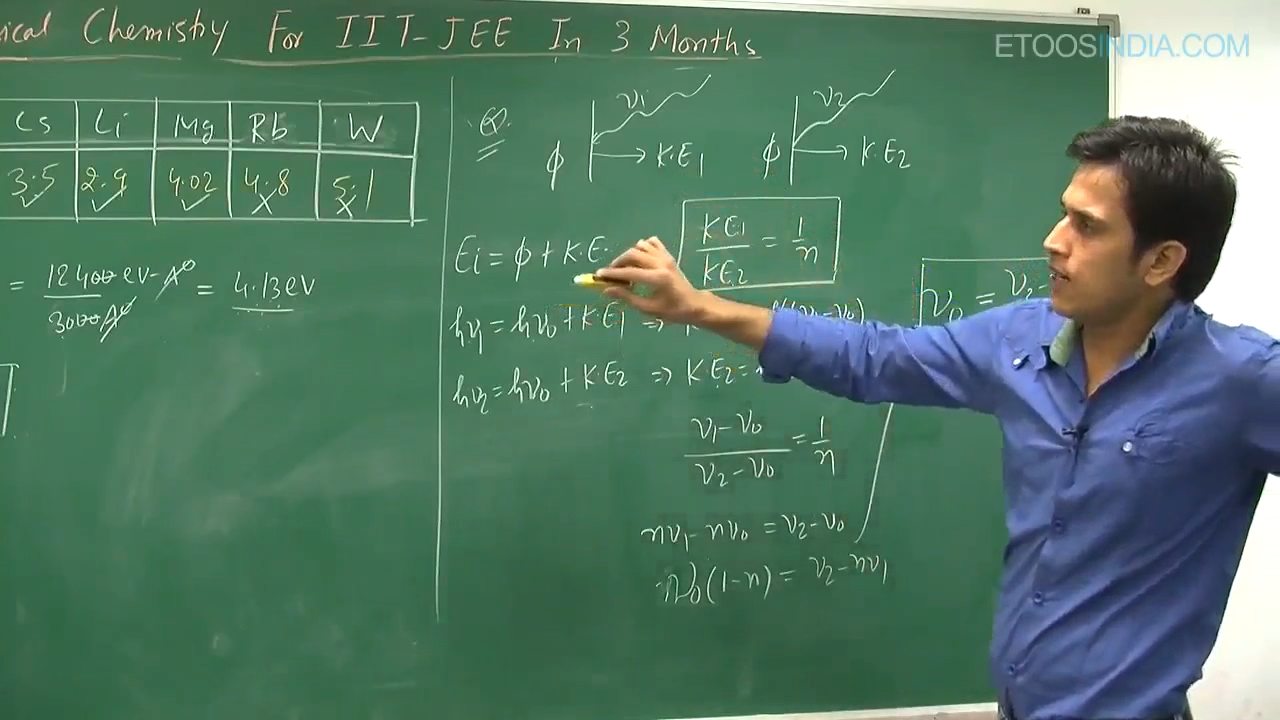 ical Chemistry For IIT-JEE In 3 Months
ETOOSINDIA.COM
Cs Li Mg Rb W
3.5 2.9 4.02 4.8 5.1
= 12400 eV-A° / 3000A° = 4.13eV
Q.
ν1 φ K.E1
ν2 φ K.E2
KE1/KE2 = 1/n
Ei = φ + K.E.
hν1 = hν0 + K.E1 ⇒ K
hν2 = hν0 + K.E2 ⇒ K.E2 =
ν1-ν0 / ν2-ν0 = 1/n
nν1-nν0 = ν2-ν0
ν0(1-n) = ν2-nν1
ν0 = ν2-